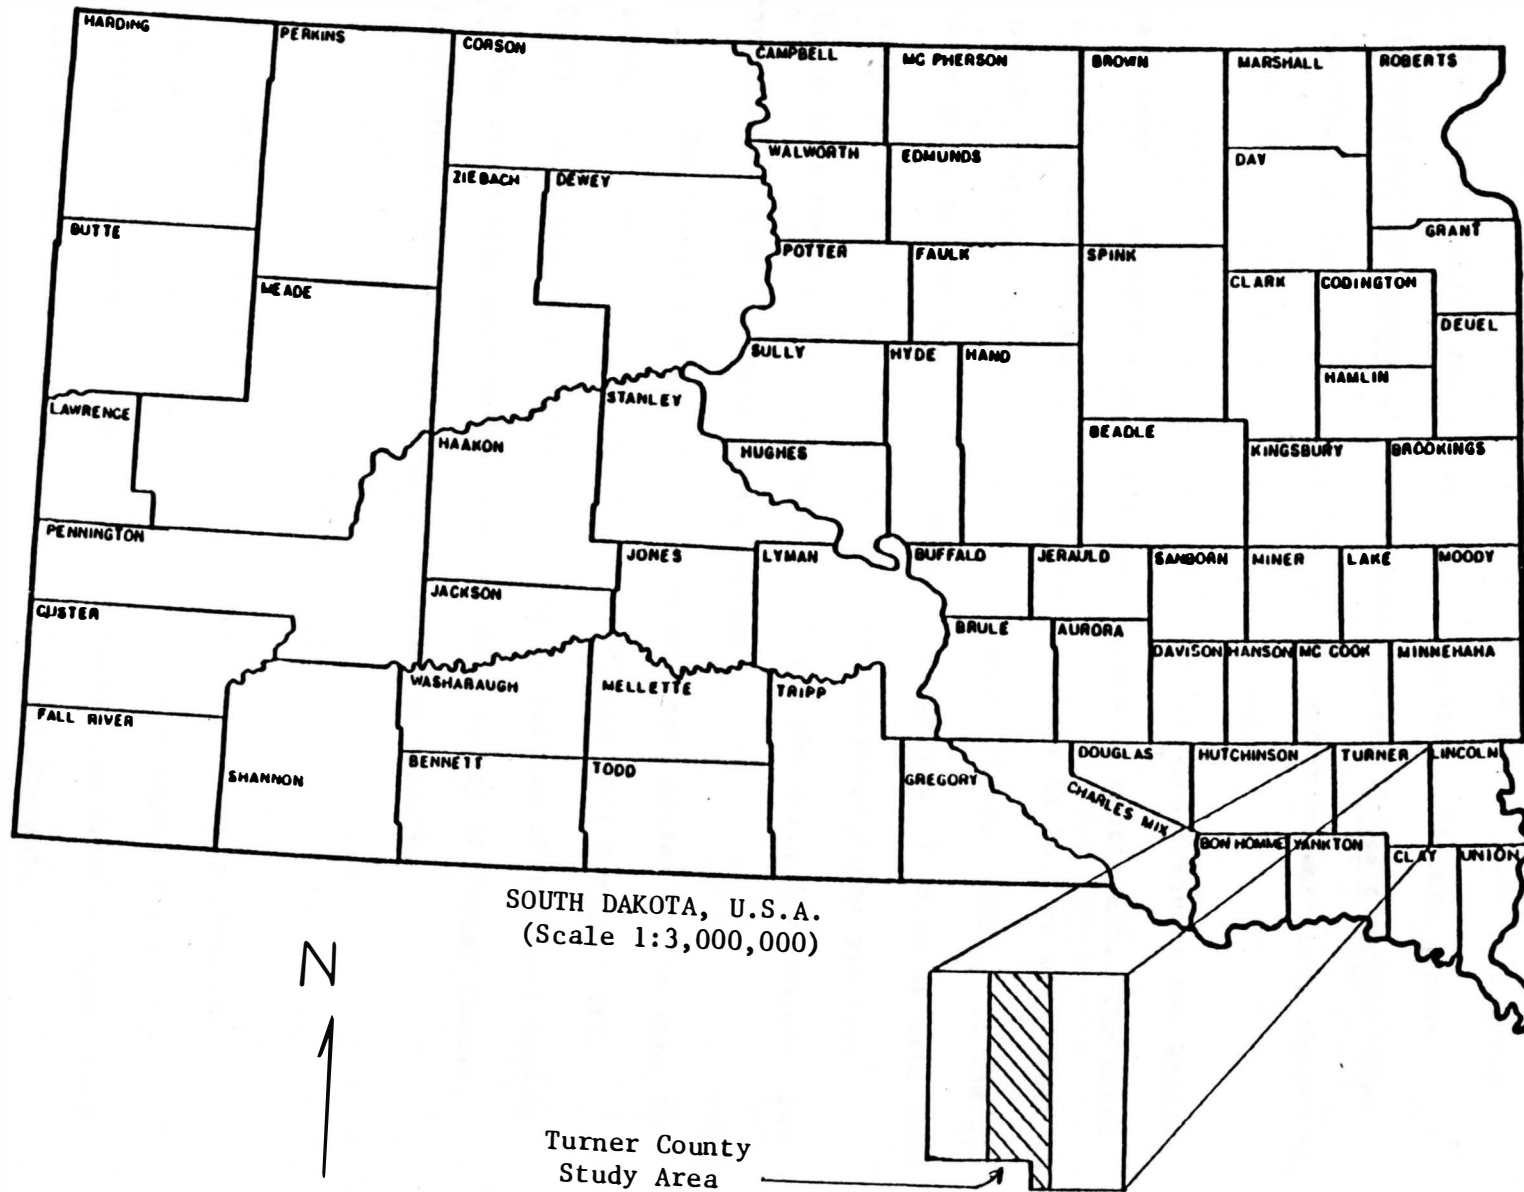 HARDING
PERKINS
CORSON
CAMPBELL
MC PHERSON
BROWN
MARSHALL
ROBERTS
WALWORTH
EDMUNDS
DAY
ZIEBACH
DEWEY
BUTTE
GRANT
POTTER
FAULK
SPINK
MEADE
CLARK
CODINGTON
DEUEL
SULLY
HYDE
HAND
HAMLIN
LAWRENCE
STANLEY
BEADLE
HAAKON
HUGHES
KINGSBURY
BROOKINGS
PENNINGTON
JONES
LYMAN
BUFFALO
JERAULD
SANBORN
MINER
LAKE
MOODY
JACKSON
CUSTER
BRULE
AURORA
DAVISON
HANSON
MC COOK
MINNEHAHA
WASHABAUGH
MELLETTE
TRIPP
FALL RIVER
SHANNON
BENNETT
TODD
GREGORY
DOUGLAS
HUTCHINSON
TURNER
LINCOLN
CHARLES MIX
BON HOMME
YANKTON
CLAY
UNION
SOUTH DAKOTA, U.S.A.
(Scale 1:3,000,000)
N
Turner County
Study Area